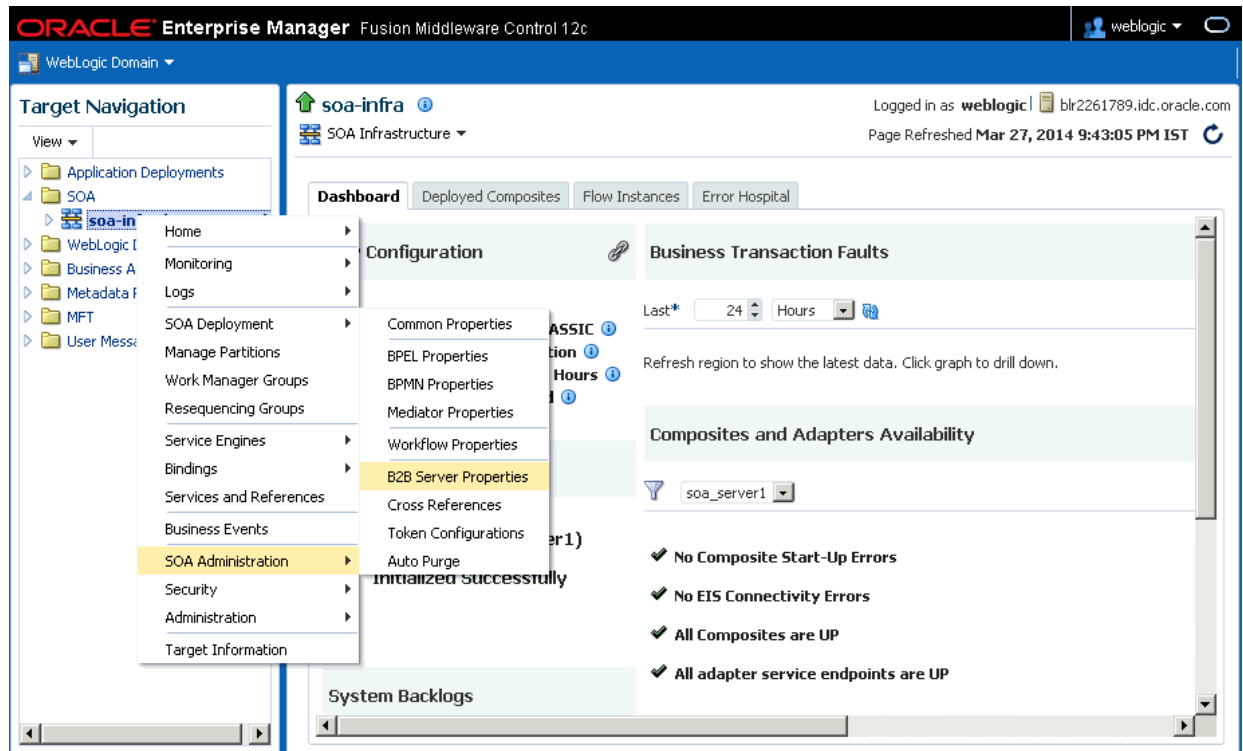 ORACLE Enterprise Manager Fusion Middleware Control 12c
weblogic
WebLogic Domain
Target Navigation
View
Application Deployments
SOA
soa-in
WebLogic
Business A
Metadata
MFT
User Messa
soa-infra
SOA Infrastructure
Logged in as weblogic
blr2261789.idc.oracle.com
Page Refreshed Mar 27, 2014 9:43:05 PM IST
Dashboard
Deployed Composites
Flow Instances
Error Hospital
Home
Monitoring
Logs
SOA Deployment
Manage Partitions
Work Manager Groups
Resequencing Groups
Service Engines
Bindings
Services and References
Business Events
SOA Administration
Security
Administration
Target Information
Common Properties
BPEL Properties
BPMN Properties
Mediator Properties
Workflow Properties
B2B Server Properties
Cross References
Token Configurations
Auto Purge
Configuration
ASSIC
tion
Hours
er1)
Initialized Successfully
System Backlogs
Business Transaction Faults
Last* 24 Hours
Refresh region to show the latest data. Click graph to drill down.
Composites and Adapters Availability
soa_server1
No Composite Start-Up Errors
No EIS Connectivity Errors
All Composites are UP
All adapter service endpoints are UP